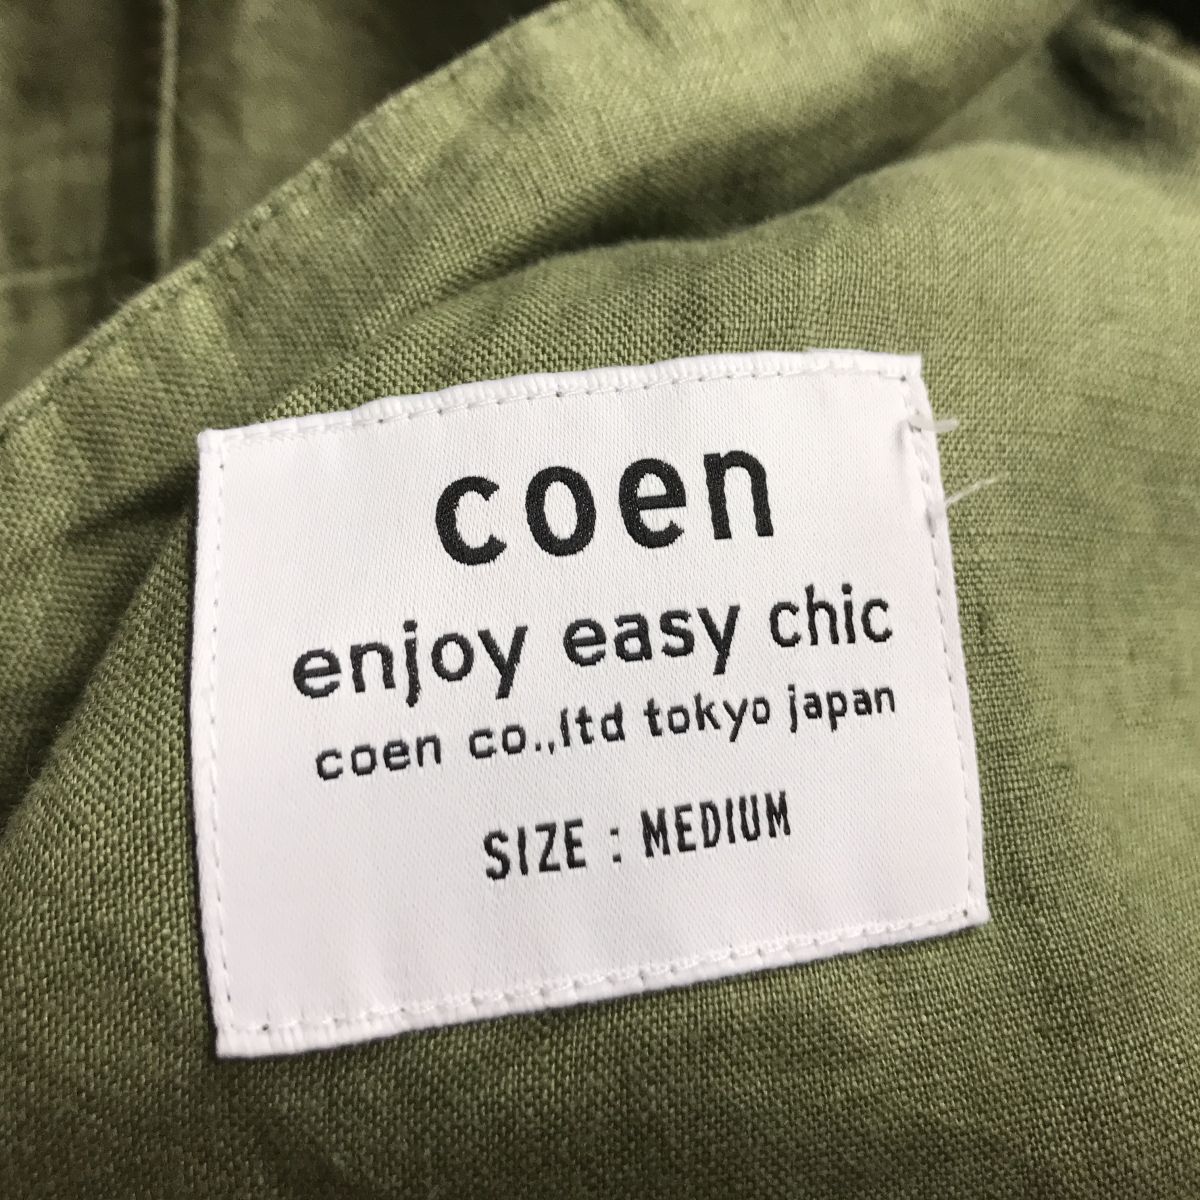 coen
enjoy easy chic
coen co.,ltd tokyo japan
SIZE : MEDIUM